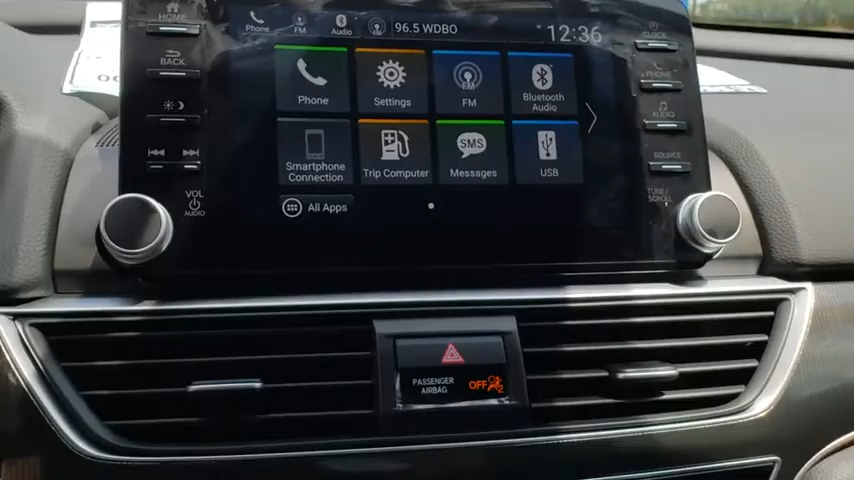 HOME
Phone FM Audio 96.5 WDBO 12:36 CLOCK
BACK
PHONE
Phone Settings FM Bluetooth Audio
AUDIO
SOURCE
Smartphone Connection Trip Computer SMS Messages USB
VOL AUDIO
TUNE/ SCROLL
All Apps
PASSENGER AIRBAG OFF 2